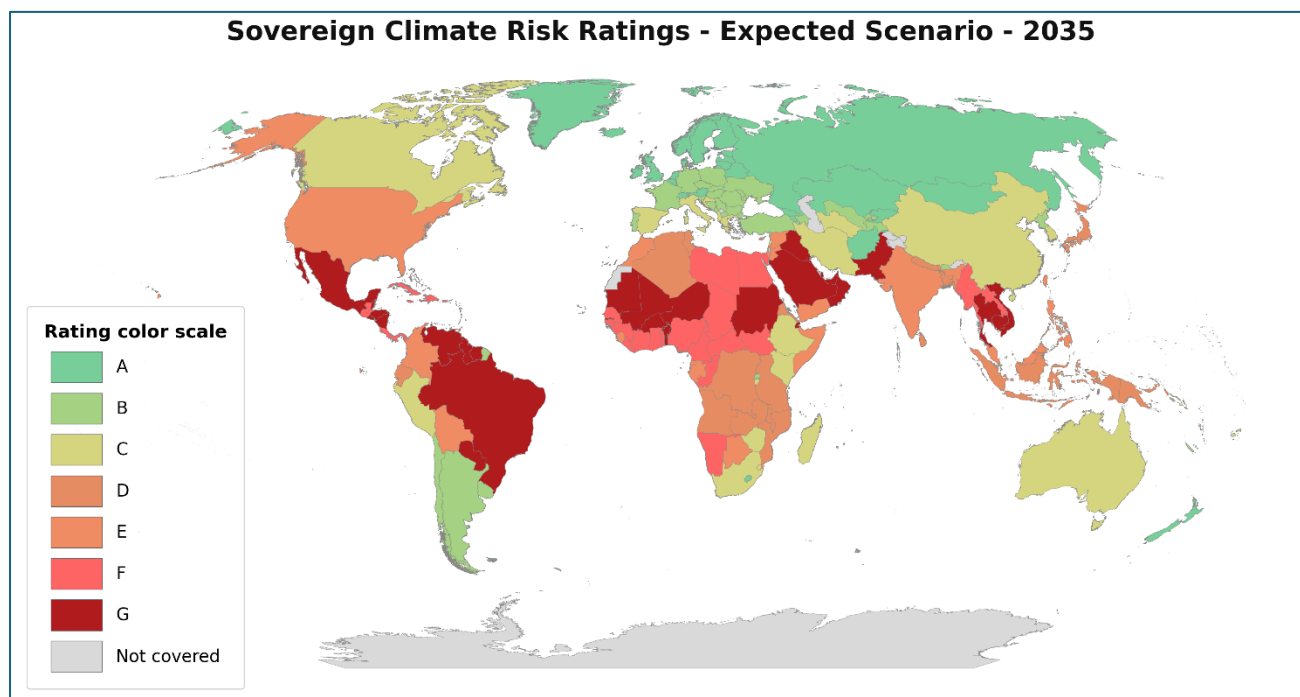 Sovereign Climate Risk Ratings - Expected Scenario - 2035
Rating color scale
A
B
C
D
E
F
G
Not covered